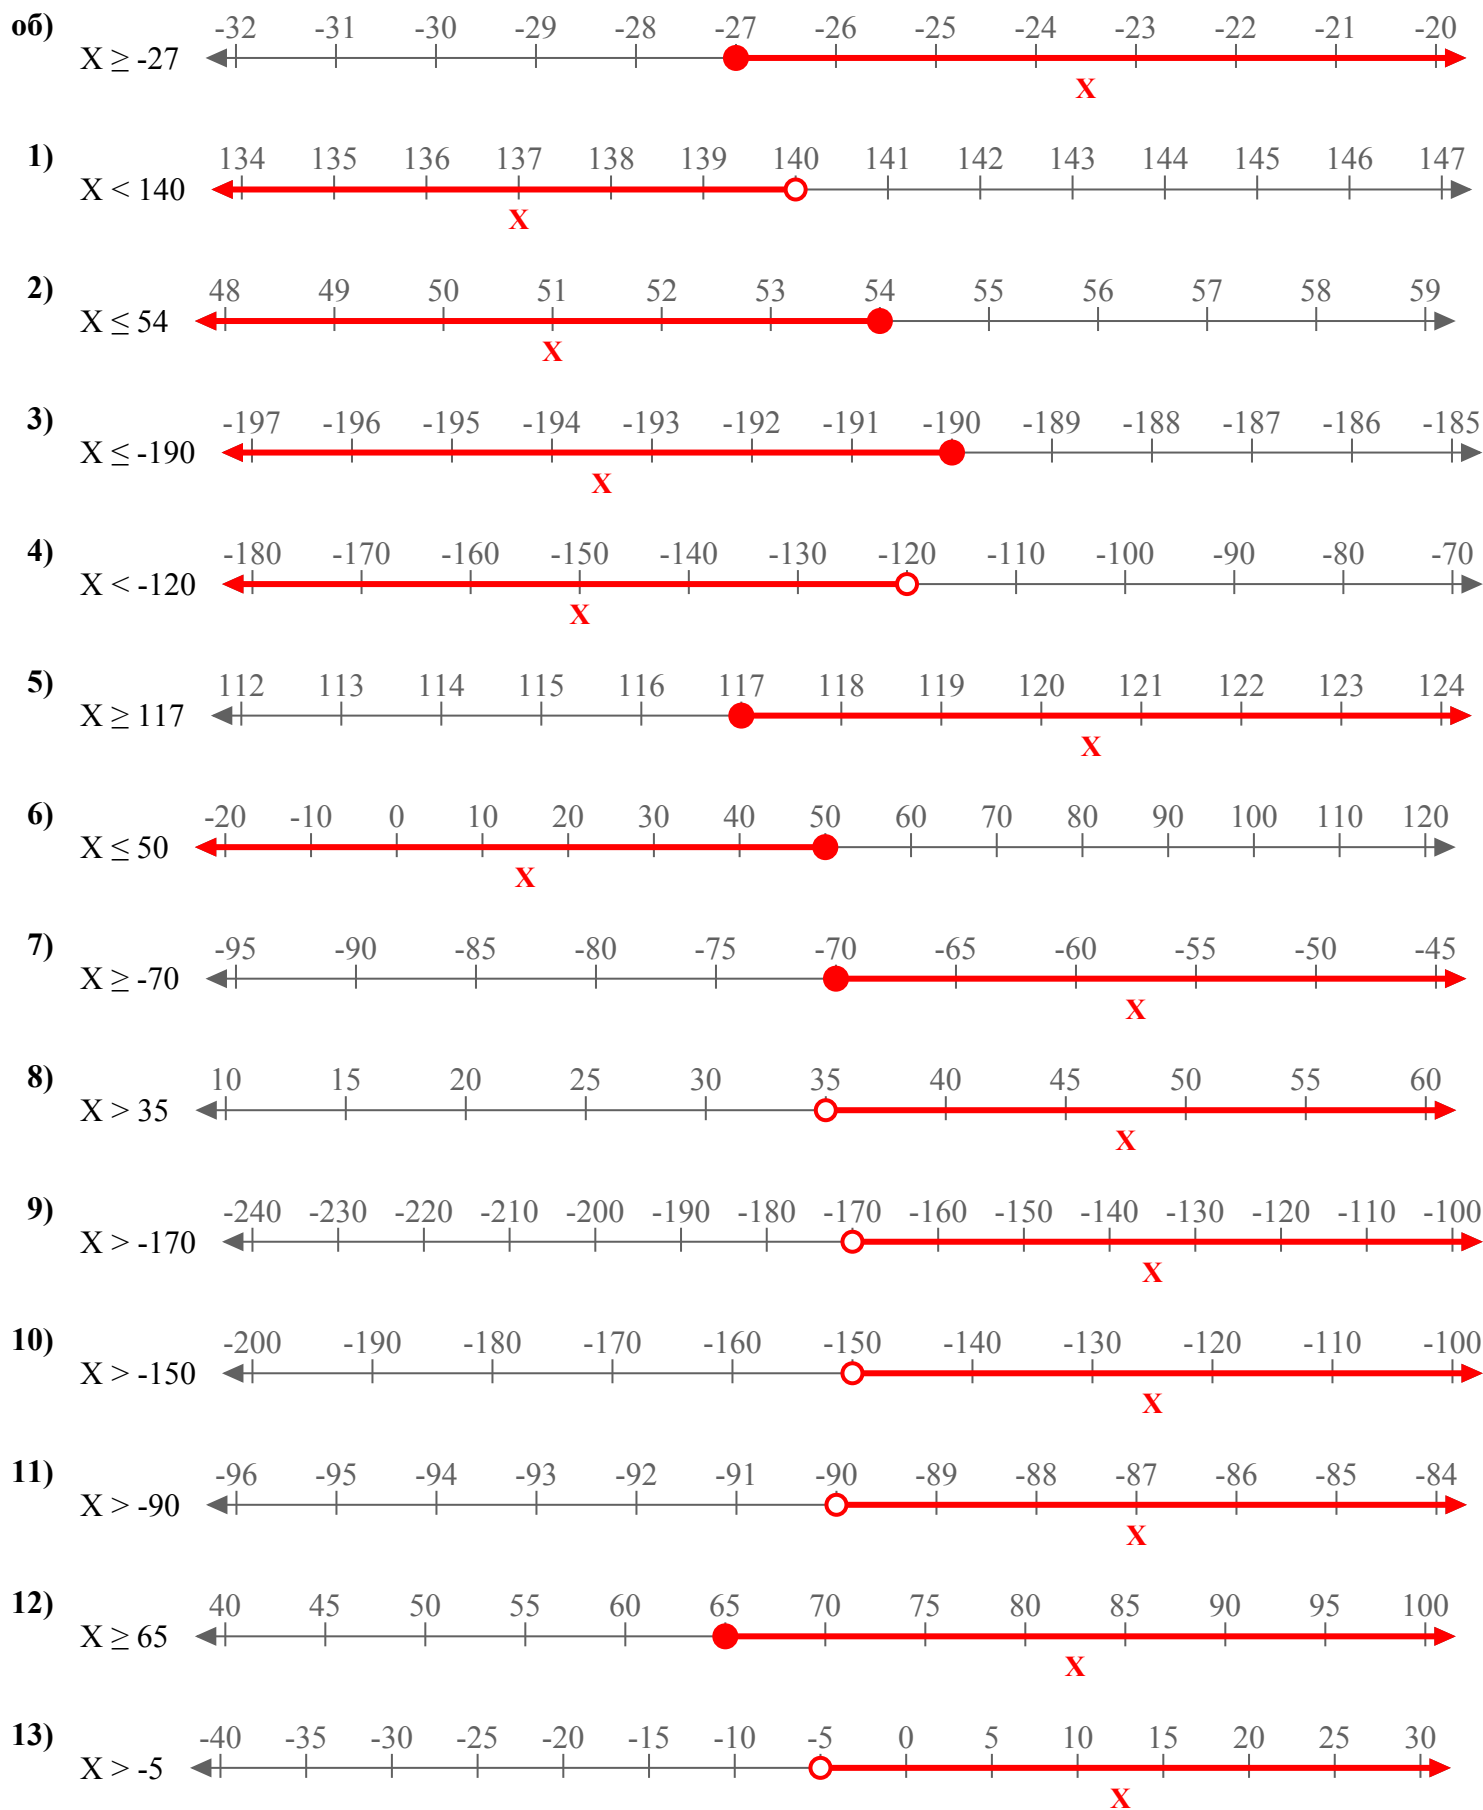 об) -32 -31 -30 -29 -28 -27 -26 -25 -24 -23 -22 -21 -20
X ≥ -27
X
1) 134 135 136 137 138 139 140 141 142 143 144 145 146 147
X < 140
X
2) 48 49 50 51 52 53 54 55 56 57 58 59
X ≤ 54
X
3) -197 -196 -195 -194 -193 -192 -191 -190 -189 -188 -187 -186 -185
X ≤ -190
X
4) -180 -170 -160 -150 -140 -130 -120 -110 -100 -90 -80 -70
X < -120
X
5) 112 113 114 115 116 117 118 119 120 121 122 123 124
X ≥ 117
X
6) -20 -10 0 10 20 30 40 50 60 70 80 90 100 110 120
X ≤ 50
X
7) -95 -90 -85 -80 -75 -70 -65 -60 -55 -50 -45
X ≥ -70
X
8) 10 15 20 25 30 35 40 45 50 55 60
X > 35
X
9) -240 -230 -220 -210 -200 -190 -180 -170 -160 -150 -140 -130 -120 -110 -100
X > -170
X
10) -200 -190 -180 -170 -160 -150 -140 -130 -120 -110 -100
X > -150
X
11) -96 -95 -94 -93 -92 -91 -90 -89 -88 -87 -86 -85 -84
X > -90
X
12) 40 45 50 55 60 65 70 75 80 85 90 95 100
X ≥ 65
X
13) -40 -35 -30 -25 -20 -15 -10 -5 0 5 10 15 20 25 30
X > -5
X